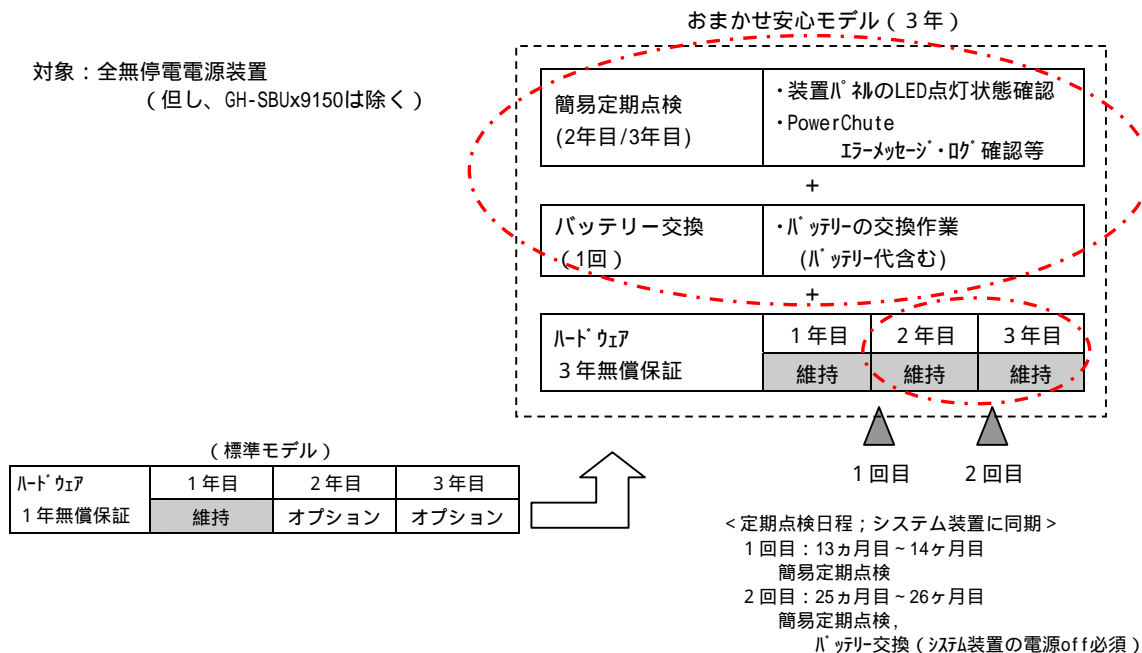 おまかせ安心モデル（３年）
対象：全無停電電源装置
（但し、GH-SBUx9150は除く）
簡易定期点検
(2年目/3年目)
・装置ﾊﾟﾈﾙのLED点灯状態確認
・PowerChute
ｴﾗｰﾒｯｾｰｼﾞ・ﾛｸﾞ確認等
+
バッテリー交換
（1回）
・ﾊﾞｯﾃﾘｰの交換作業
(ﾊﾞｯﾃﾘｰ代含む)
+
ﾊｰﾄﾞｳｪｱ
３年無償保証
１年目 ２年目 ３年目
維持 維持 維持
１回目 ２回目
（標準モデル）
ﾊｰﾄﾞｳｪｱ
１年無償保証
１年目 ２年目 ３年目
維持 オプション オプション
＜定期点検日程；システム装置に同期＞
１回目：13ヵ月目～14ヶ月目
簡易定期点検
２回目：25ヵ月目～26ヶ月目
簡易定期点検,
ﾊﾞｯﾃﾘｰ交換（ｼｽﾃﾑ装置の電源off必須）